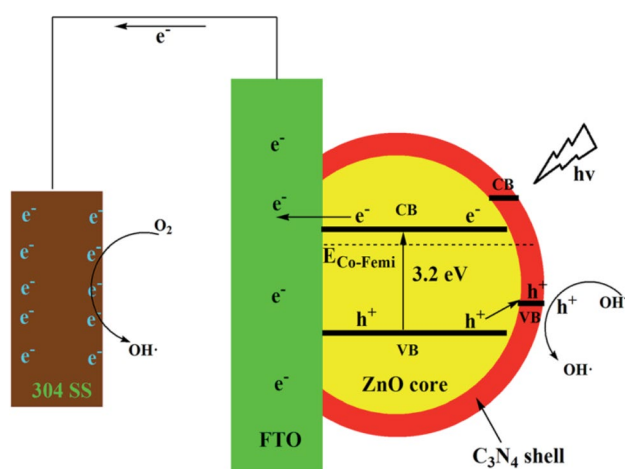 e-
e-
e-
e-
e-
e-
e-
e-
e-
e-
e-
304 SS
O₂
OH·
e-
e-
e-
e-
FTO
e-
CB
e-
E_Co-Femi
3.2 eV
h+
h+
VB
ZnO core
CB
hν
h+
VB
h+
OH-
OH·
C₃N₄ shell